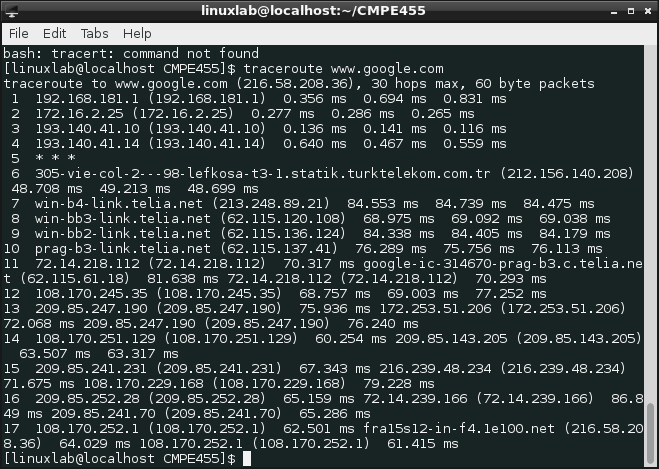 linuxlab@localhost:~/CMPE455
File Edit Tabs Help
bash: tracert: command not found
[linuxlab@localhost CMPE455]$ traceroute www.google.com
traceroute to www.google.com (216.58.208.36), 30 hops max, 60 byte packets
 1  192.168.181.1 (192.168.181.1)  0.356 ms  0.694 ms  0.831 ms
 2  172.16.2.25 (172.16.2.25)  0.277 ms  0.286 ms  0.265 ms
 3  193.140.41.10 (193.140.41.10)  0.136 ms  0.141 ms  0.116 ms
 4  193.140.41.14 (193.140.41.14)  0.640 ms  0.467 ms  0.559 ms
 5  * * *
 6  305-vie-col-2---98-lefkosa-t3-1.statik.turktelekom.com.tr (212.156.140.208)
 48.708 ms  49.213 ms  48.699 ms
 7  win-b4-link.telia.net (213.248.89.21)  84.553 ms  84.739 ms  84.475 ms
 8  win-bb3-link.telia.net (62.115.120.108)  68.975 ms  69.092 ms  69.038 ms
 9  win-bb2-link.telia.net (62.115.136.124)  84.338 ms  84.405 ms  84.179 ms
10  prag-b3-link.telia.net (62.115.137.41)  76.289 ms  75.756 ms  76.113 ms
11  72.14.218.112 (72.14.218.112)  70.317 ms google-ic-314670-prag-b3.c.telia.ne
t (62.115.61.18)  81.638 ms 72.14.218.112 (72.14.218.112)  70.293 ms
12  108.170.245.35 (108.170.245.35)  68.757 ms  69.003 ms  77.252 ms
13  209.85.247.190 (209.85.247.190)  75.936 ms 172.253.51.206 (172.253.51.206)
72.068 ms 209.85.247.190 (209.85.247.190)  76.240 ms
14  108.170.251.129 (108.170.251.129)  60.254 ms 209.85.143.205 (209.85.143.205)
  63.507 ms  63.317 ms
15  209.85.241.231 (209.85.241.231)  67.343 ms 216.239.48.234 (216.239.48.234)
71.675 ms 108.170.229.168 (108.170.229.168)  79.228 ms
16  209.85.252.28 (209.85.252.28)  65.159 ms 72.14.239.166 (72.14.239.166)  86.8
49 ms 209.85.241.70 (209.85.241.70)  65.286 ms
17  108.170.252.1 (108.170.252.1)  62.501 ms fra15s12-in-f4.1e100.net (216.58.20
8.36)  64.029 ms 108.170.252.1 (108.170.252.1)  61.415 ms
[linuxlab@localhost CMPE455]$